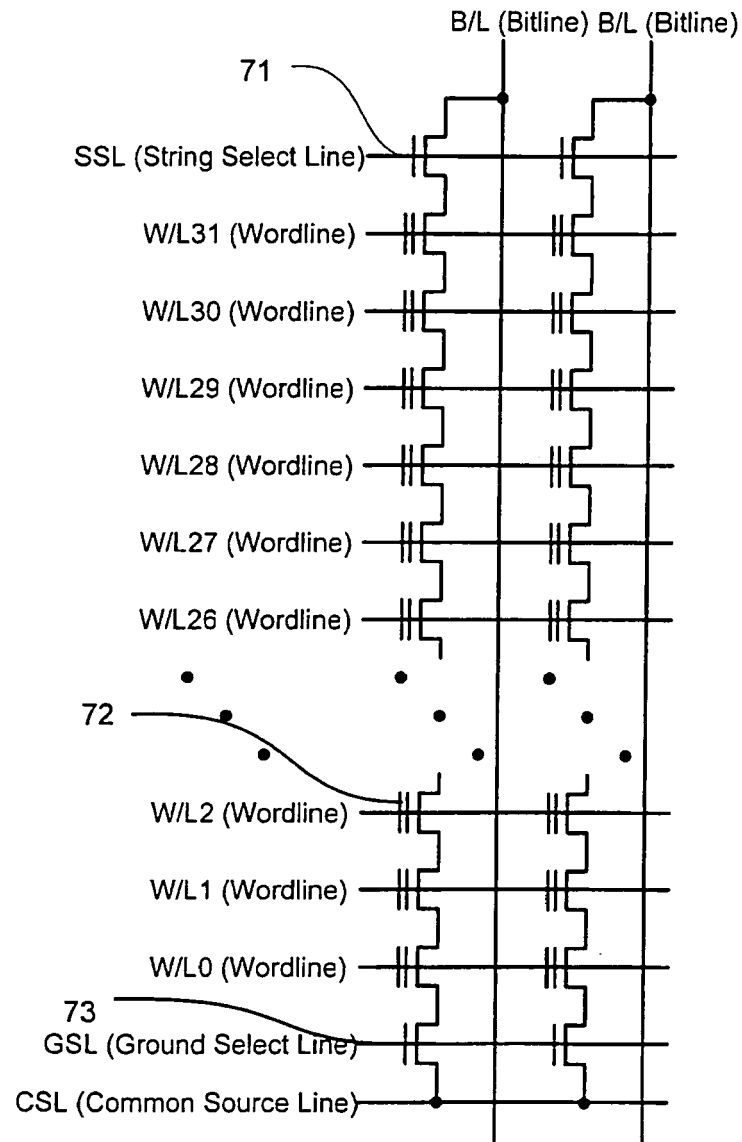 B/L (Bitline) B/L (Bitline)
71
SSL (String Select Line)
W/L31 (Wordline)
W/L30 (Wordline)
W/L29 (Wordline)
W/L28 (Wordline)
W/L27 (Wordline)
W/L26 (Wordline)
72
W/L2 (Wordline)
W/L1 (Wordline)
W/L0 (Wordline)
73
GSL (Ground Select Line)
CSL (Common Source Line)